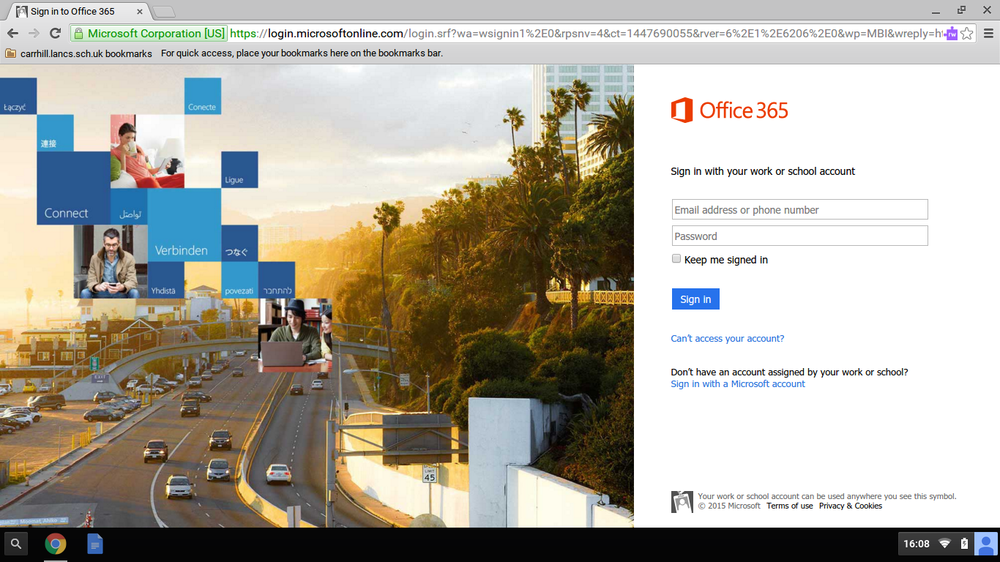 Sign in to Office 365
Microsoft Corporation [US] https://login.microsoftonline.com/login.srf?wa=wsignin1%2E0&rpsnv=4&ct=1447690055&rver=6%2E1%2E6206%2E0&wp=MBI&wreply=ht
rw
carrhill.lancs.sch.uk bookmarks For quick access, place your bookmarks here on the bookmarks bar.
Łączyć
Conecte
連接
Ligue
Connect
تَواصَل
Verbinden
つなぐ
Yhdistä
povezati
להתחבר
EXIT
LIMIT
45
Office 365
Sign in with your work or school account
Email address or phone number
Password
Keep me signed in
Sign in
Can't access your account?
Don't have an account assigned by your work or school?
Sign in with a Microsoft account
Your work or school account can be used anywhere you see this symbol.
© 2015 Microsoft Terms of use Privacy & Cookies
16:08